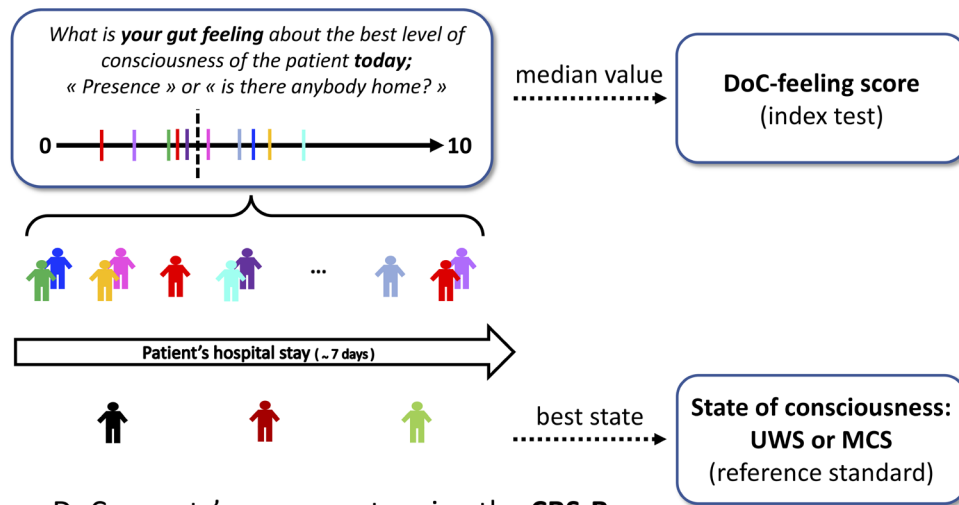 What is your gut feeling about the best level of
consciousness of the patient today;
« Presence » or « is there anybody home? »
0
10
median value
DoC-feeling score
(index test)
...
Patient's hospital stay ( ~ 7 days )
best state
State of consciousness:
UWS or MCS
(reference standard)